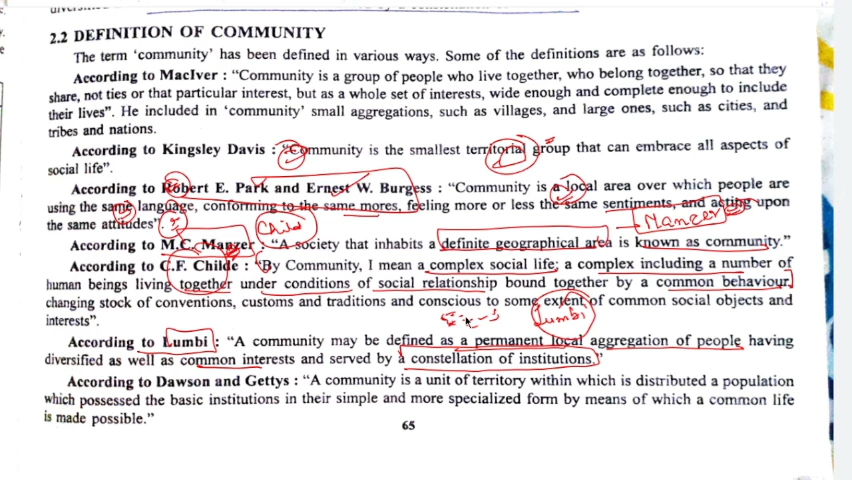 2.2 DEFINITION OF COMMUNITY
The term 'community' has been defined in various ways. Some of the definitions are as follows:
According to MacIver : "Community is a group of people who live together, who belong together, so that they
share, not ties or that particular interest, but as a whole set of interests, wide enough and complete enough to include
their lives". He included in 'community' small aggregations, such as villages, and large ones, such as cities, and
tribes and nations.
According to Kingsley Davis : "Community is the smallest territorial group that can embrace all aspects of
social life".
According to Robert E. Park and Ernest W. Burgess : "Community is a local area over which people are
using the same language, conforming to the same mores, feeling more or less the same sentiments, and acting upon
the same attitudes".
Child
Manzer
According to M.C. Manzer : "A society that inhabits a definite geographical area is known as community."
According to C.F. Childe : "By Community, I mean a complex social life; a complex including a number of
human beings living together under conditions of social relationship bound together by a common behaviour,
changing stock of conventions, customs and traditions and conscious to some extent of common social objects and
interests".
Lumbi
According to Lumbi : "A community may be defined as a permanent local aggregation of people having
diversified as well as common interests and served by a constellation of institutions."
According to Dawson and Gettys : "A community is a unit of territory within which is distributed a population
which possessed the basic institutions in their simple and more specialized form by means of which a common life
is made possible."
65